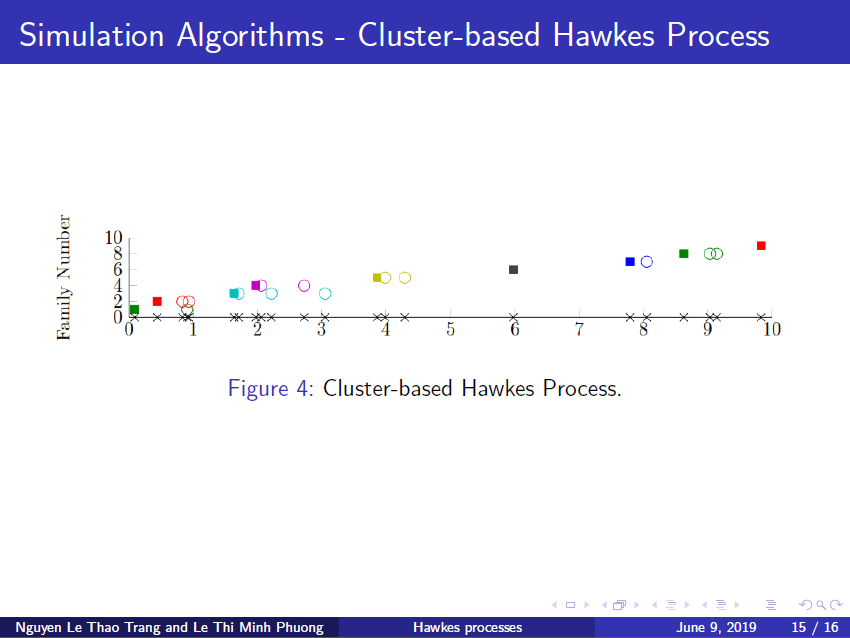 Simulation Algorithms - Cluster-based Hawkes Process
Family Number
10
8
6
4
2
0
0 1 2 3 4 5 6 7 8 9 10
Figure 4: Cluster-based Hawkes Process.
Nguyen Le Thao Trang and Le Thi Minh Phuong Hawkes processes June 9, 2019 15 / 16